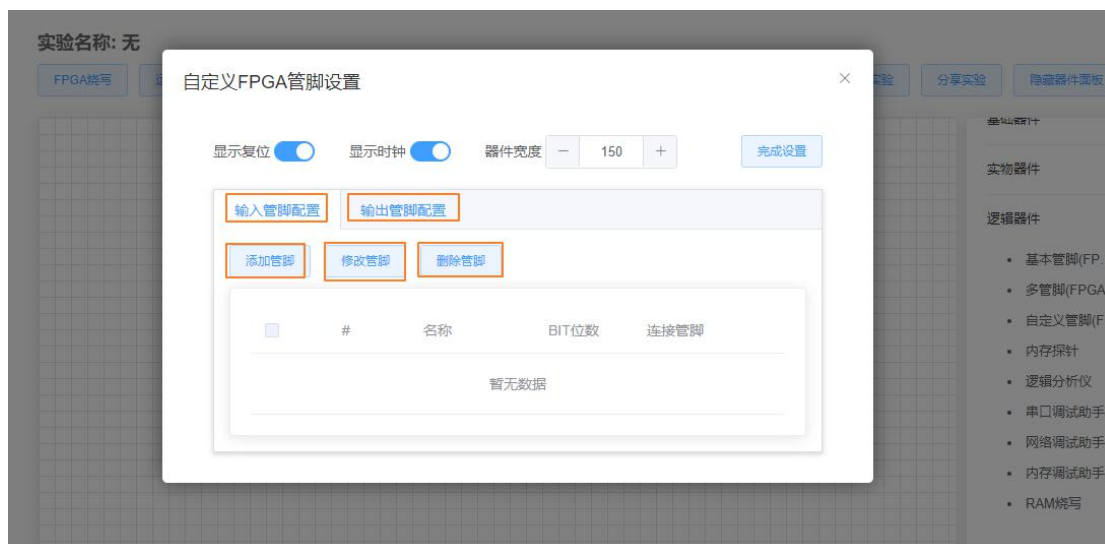 实验名称: 无
FPGA烧写
实验
分享实验
隐藏器件面板
自定义FPGA管脚设置
显示复位
显示时钟
器件宽度
150
完成设置
输入管脚配置
输出管脚配置
添加管脚
修改管脚
删除管脚
#
名称
BIT位数
连接管脚
暂无数据
基础器件
实物器件
逻辑器件
基本管脚(FP.
多管脚(FPGA
自定义管脚(F
内存探针
逻辑分析仪
串口调试助手
网络调试助手
内存调试助手
RAM烧写